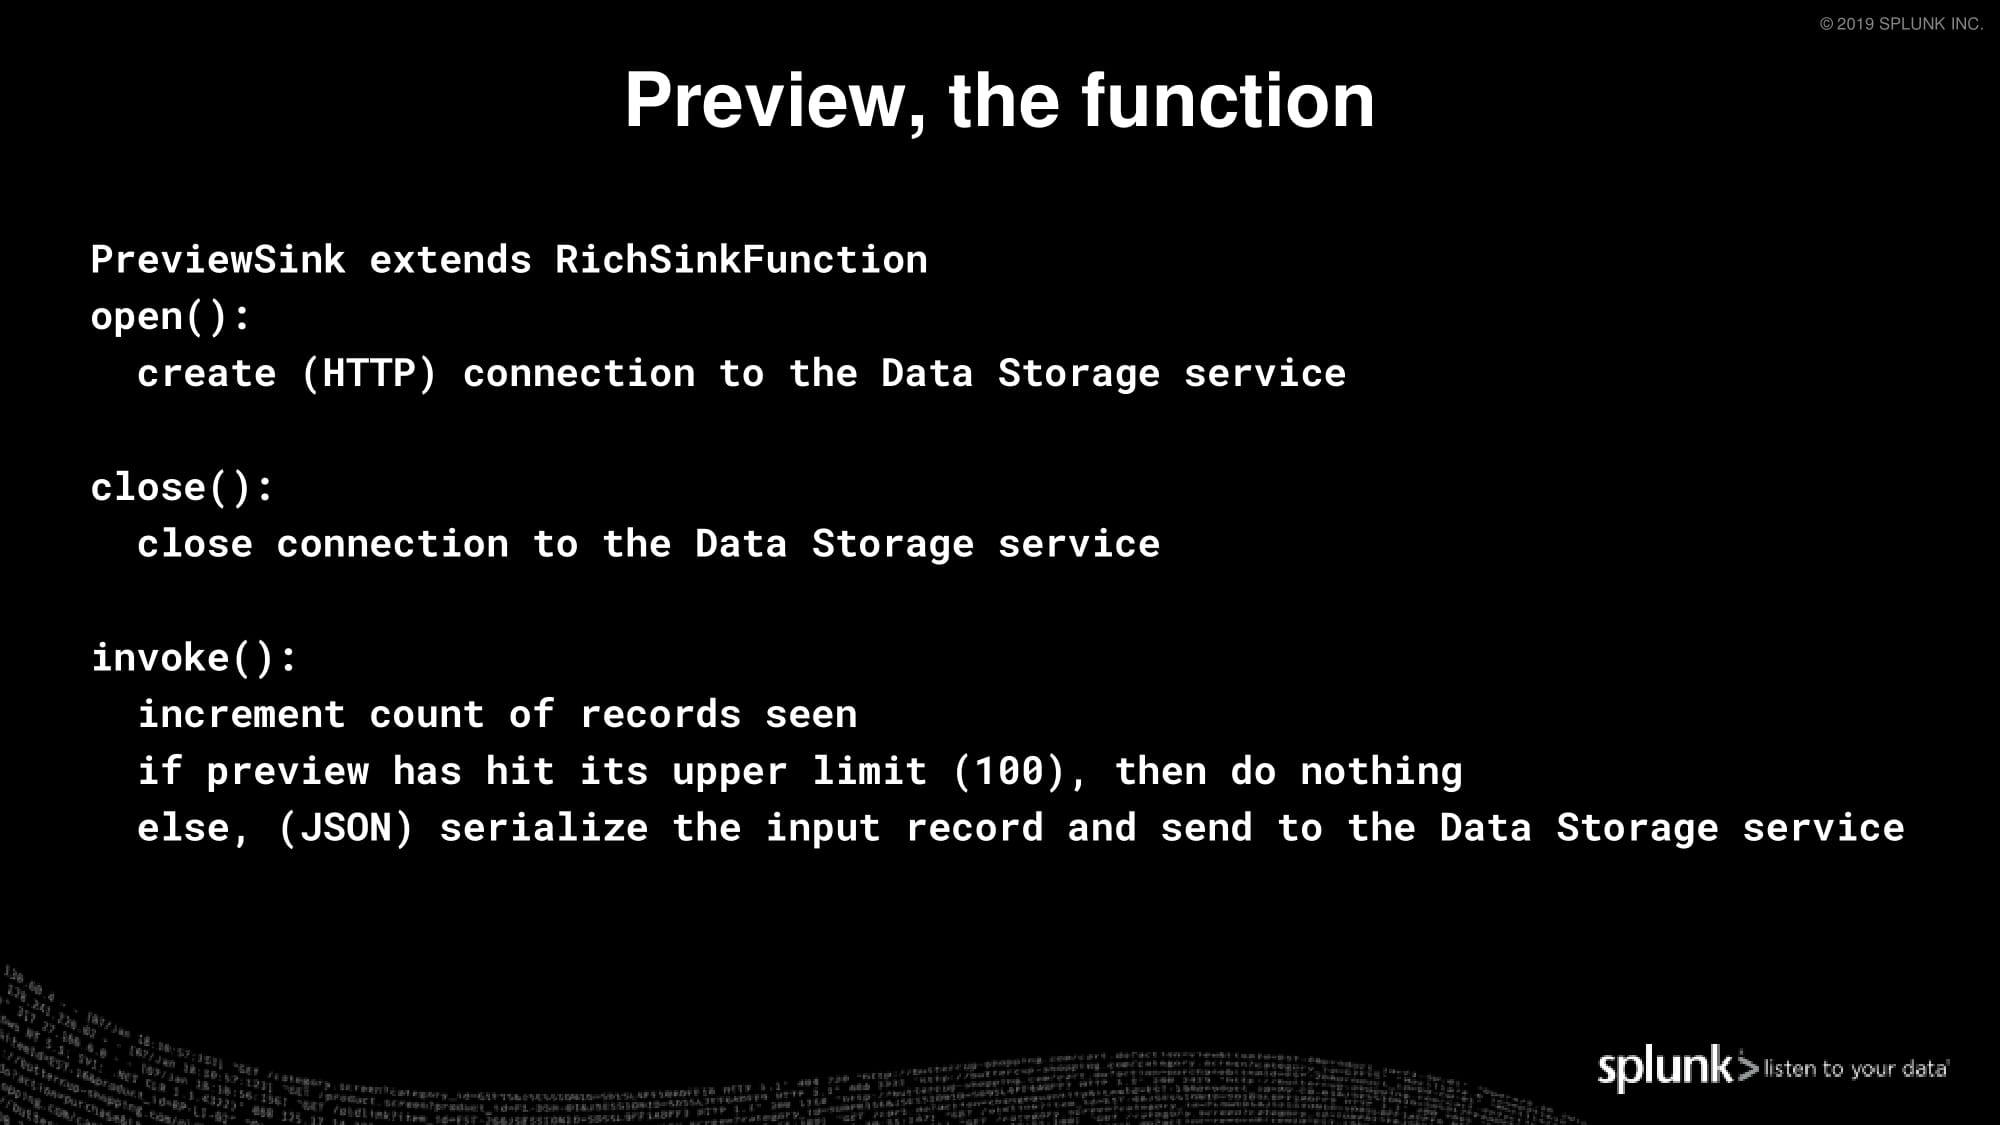 © 2019 SPLUNK INC.
Preview, the function
PreviewSink extends RichSinkFunction
open():
create (HTTP) connection to the Data Storage service
close():
close connection to the Data Storage service
invoke():
increment count of records seen
if preview has hit its upper limit (100), then do nothing
else, (JSON) serialize the input record and send to the Data Storage service
splunk> listen to your data